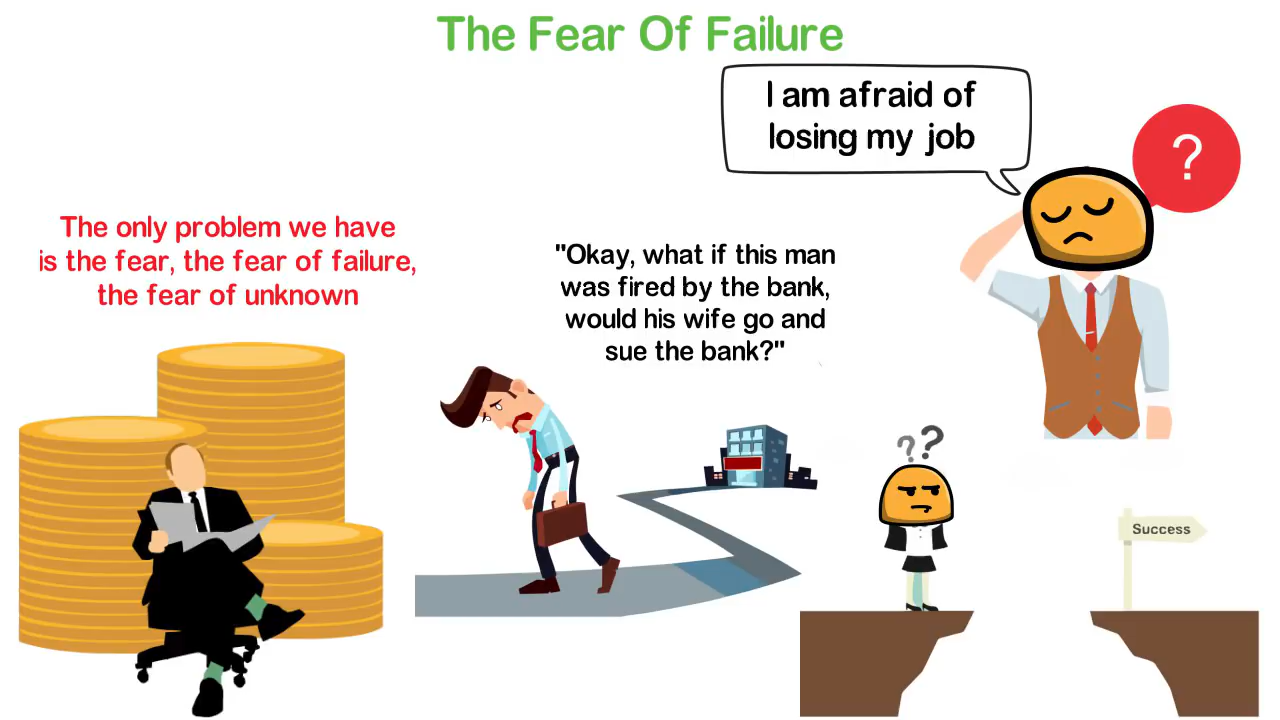 The Fear Of Failure
I am afraid of
losing my job
?
The only problem we have
is the fear, the fear of failure,
the fear of unknown
"Okay, what if this man
was fired by the bank,
would his wife go and
sue the bank?"
??
Success